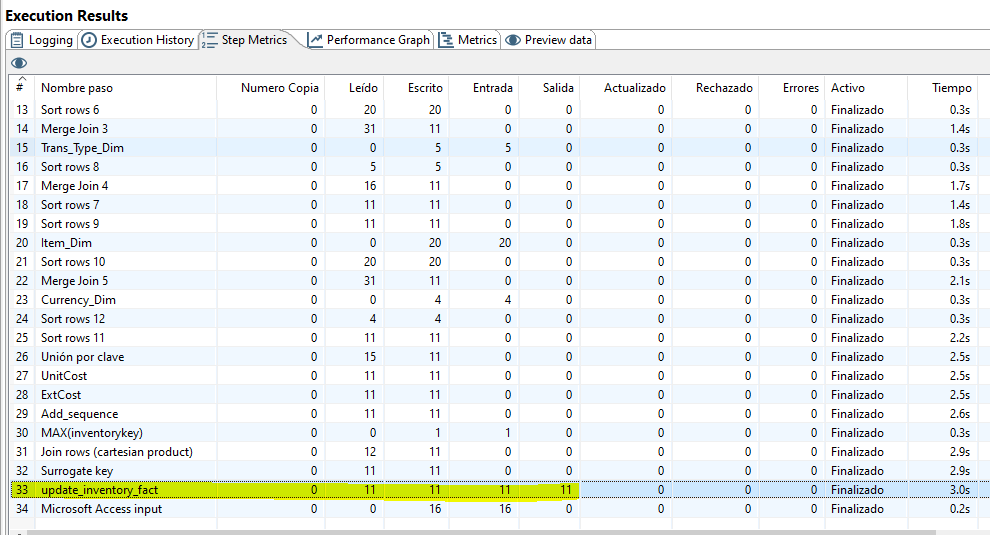 Execution Results
Logging Execution History Step Metrics Performance Graph Metrics Preview data
# Nombre paso Numero Copia Leído Escrito Entrada Salida Actualizado Rechazado Errores Activo Tiempo
13 Sort rows 6 0 20 20 0 0 0 0 0 Finalizado 0.3s
14 Merge Join 3 0 31 11 0 0 0 0 0 Finalizado 1.4s
15 Trans_Type_Dim 0 0 5 5 0 0 0 0 Finalizado 0.3s
16 Sort rows 8 0 5 5 0 0 0 0 0 Finalizado 0.3s
17 Merge Join 4 0 16 11 0 0 0 0 0 Finalizado 1.7s
18 Sort rows 7 0 11 11 0 0 0 0 0 Finalizado 1.4s
19 Sort rows 9 0 11 11 0 0 0 0 0 Finalizado 1.8s
20 Item_Dim 0 0 20 20 0 0 0 0 Finalizado 0.3s
21 Sort rows 10 0 20 20 0 0 0 0 0 Finalizado 0.3s
22 Merge Join 5 0 31 11 0 0 0 0 0 Finalizado 2.1s
23 Currency_Dim 0 0 4 4 0 0 0 0 Finalizado 0.3s
24 Sort rows 12 0 4 4 0 0 0 0 0 Finalizado 0.3s
25 Sort rows 11 0 11 11 0 0 0 0 0 Finalizado 2.2s
26 Unión por clave 0 15 11 0 0 0 0 0 Finalizado 2.5s
27 UnitCost 0 11 11 0 0 0 0 0 Finalizado 2.5s
28 ExtCost 0 11 11 0 0 0 0 0 Finalizado 2.5s
29 Add_sequence 0 11 11 0 0 0 0 0 Finalizado 2.6s
30 MAX(inventorykey) 0 0 1 1 0 0 0 0 Finalizado 0.3s
31 Join rows (cartesian product) 0 12 11 0 0 0 0 0 Finalizado 2.9s
32 Surrogate key 0 11 11 0 0 0 0 0 Finalizado 2.9s
33 update_inventory_fact 0 11 11 11 11 0 0 0 Finalizado 3.0s
34 Microsoft Access input 0 0 16 16 0 0 0 0 Finalizado 0.2s